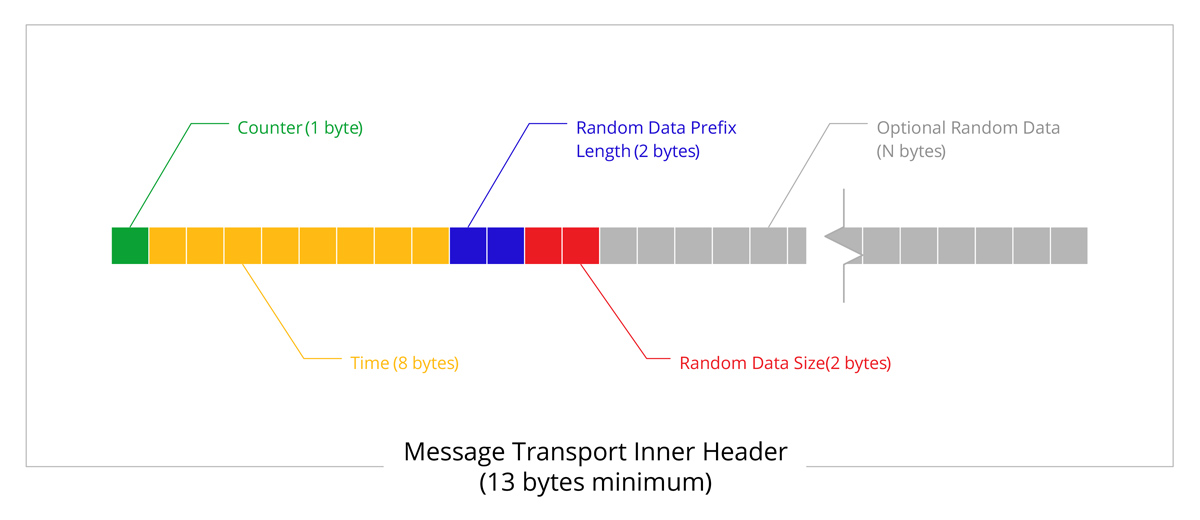 Counter (1 byte)
Random Data Prefix
Length (2 bytes)
Optional Random Data
(N bytes)
Time (8 bytes)
Random Data Size(2 bytes)
Message Transport Inner Header
(13 bytes minimum)